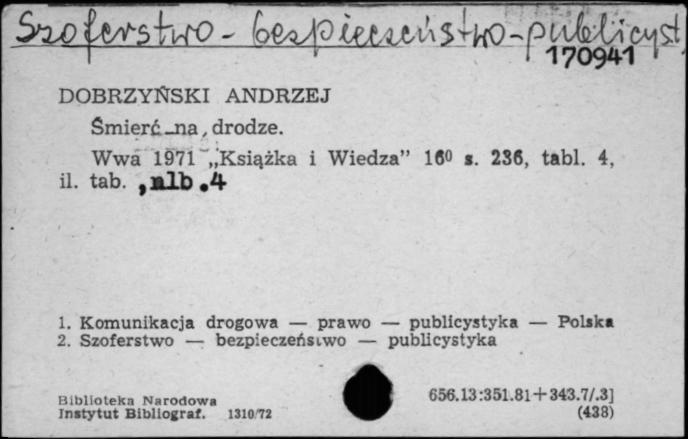 Szoferstwo - bezpieczeństwo - publicyst.
170941
DOBRZYŃSKI ANDRZEJ
Śmierć na drodze.
Wwa 1971 „Książka i Wiedza" 16⁰ s. 236, tabl. 4,
il. tab. , nlb. 4
1. Komunikacja drogowa — prawo — publicystyka — Polska
2. Szoferstwo — bezpieczeństwo — publicystyka
Biblioteka Narodowa
Instytut Bibliograf. 1310/72
656.13:351.81+343.7/.3]
(438)